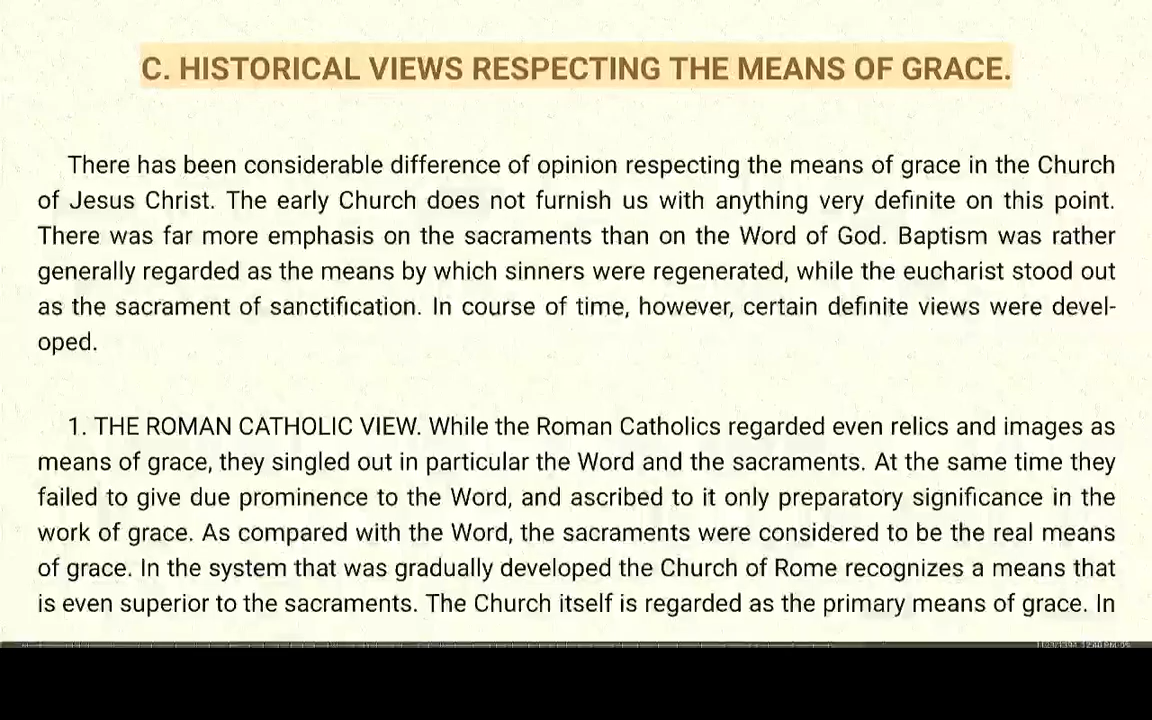 C. HISTORICAL VIEWS RESPECTING THE MEANS OF GRACE.
There has been considerable difference of opinion respecting the means of grace in the Church
of Jesus Christ. The early Church does not furnish us with anything very definite on this point.
There was far more emphasis on the sacraments than on the Word of God. Baptism was rather
generally regarded as the means by which sinners were regenerated, while the eucharist stood out
as the sacrament of sanctification. In course of time, however, certain definite views were devel-
oped.
1. THE ROMAN CATHOLIC VIEW. While the Roman Catholics regarded even relics and images as
means of grace, they singled out in particular the Word and the sacraments. At the same time they
failed to give due prominence to the Word, and ascribed to it only preparatory significance in the
work of grace. As compared with the Word, the sacraments were considered to be the real means
of grace. In the system that was gradually developed the Church of Rome recognizes a means that
is even superior to the sacraments. The Church itself is regarded as the primary means of grace. In